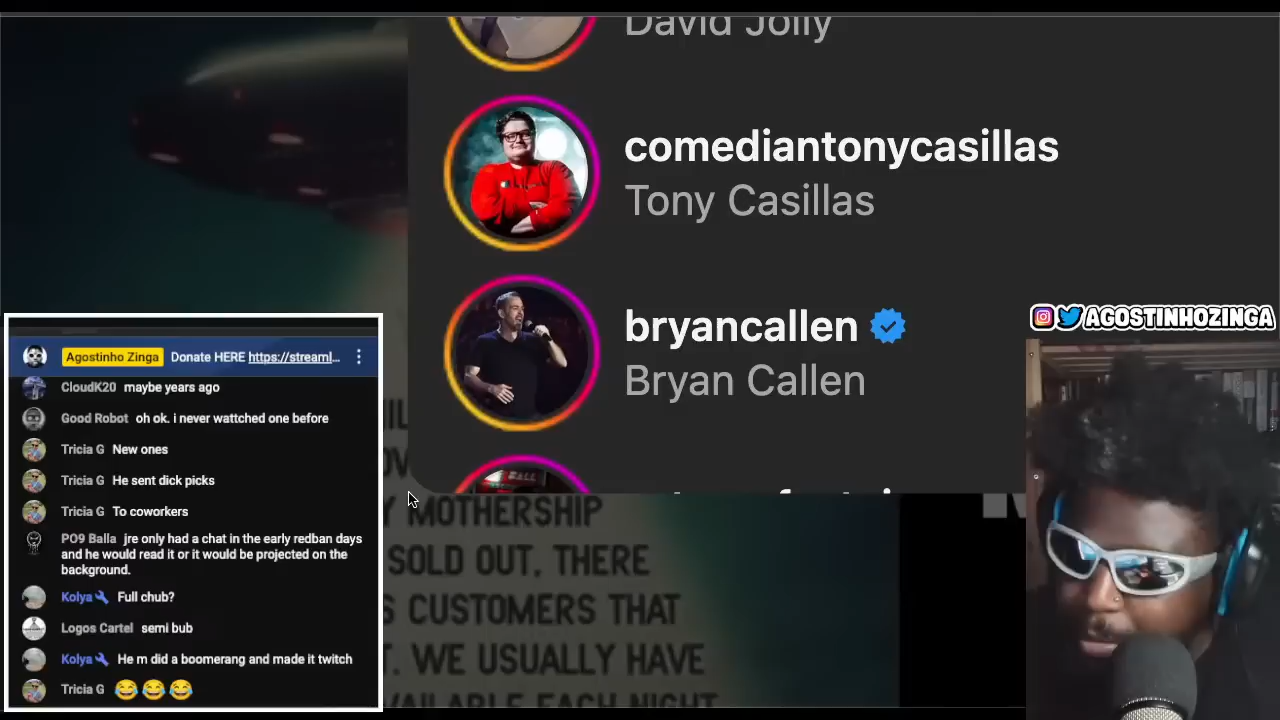 David Jolly
comediantonycasillas
Tony Casillas
bryancallen
Bryan Callen
Agostinho Zinga Donate HERE https://streaml...
CloudK20 maybe years ago
Good Robot oh ok. i never wattched one before
Tricia G New ones
Tricia G He sent dick picks
Tricia G To coworkers
PO9 Balla jre only had a chat in the early redban days
and he would read it or it would be projected on the
background.
Kolya Full chub?
Logos Cartel semi bub
Kolya He m did a boomerang and made it twitch
Tricia G 😂😂😂
MOTHERSHIP
SOLD OUT, THERE
CUSTOMERS THAT
WE USUALLY HAVE
EACH NIGHT
AGOSTINHOZINGA